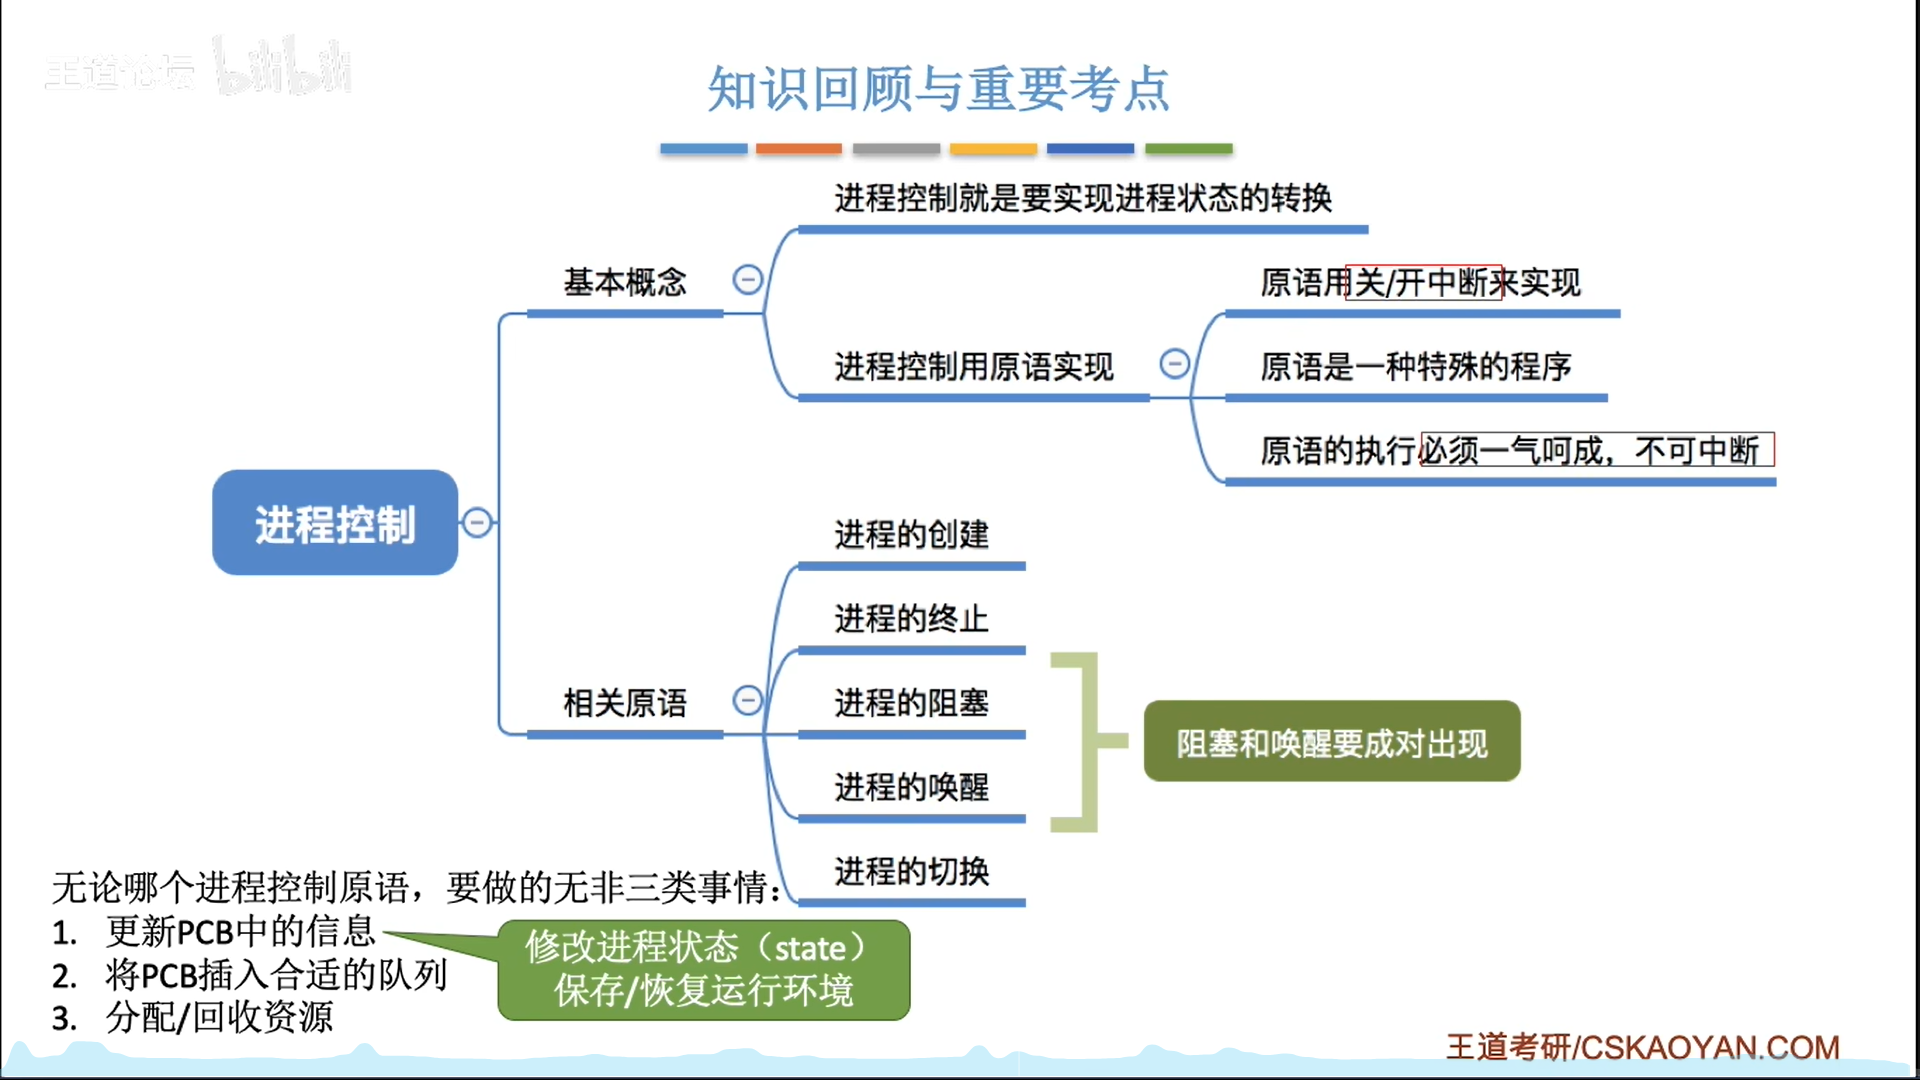 王道论坛 bilibili
知识回顾与重要考点
进程控制就是要实现进程状态的转换
基本概念
原语用关/开中断来实现
进程控制用原语实现
原语是一种特殊的程序
原语的执行必须一气呵成，不可中断
进程控制
进程的创建
进程的终止
相关原语
进程的阻塞
阻塞和唤醒要成对出现
进程的唤醒
进程的切换
无论哪个进程控制原语，要做的无非三类事情：
1. 更新PCB中的信息
2. 将PCB插入合适的队列
3. 分配/回收资源
修改进程状态（state）
保存/恢复运行环境
王道考研/CSKAOYAN.COM